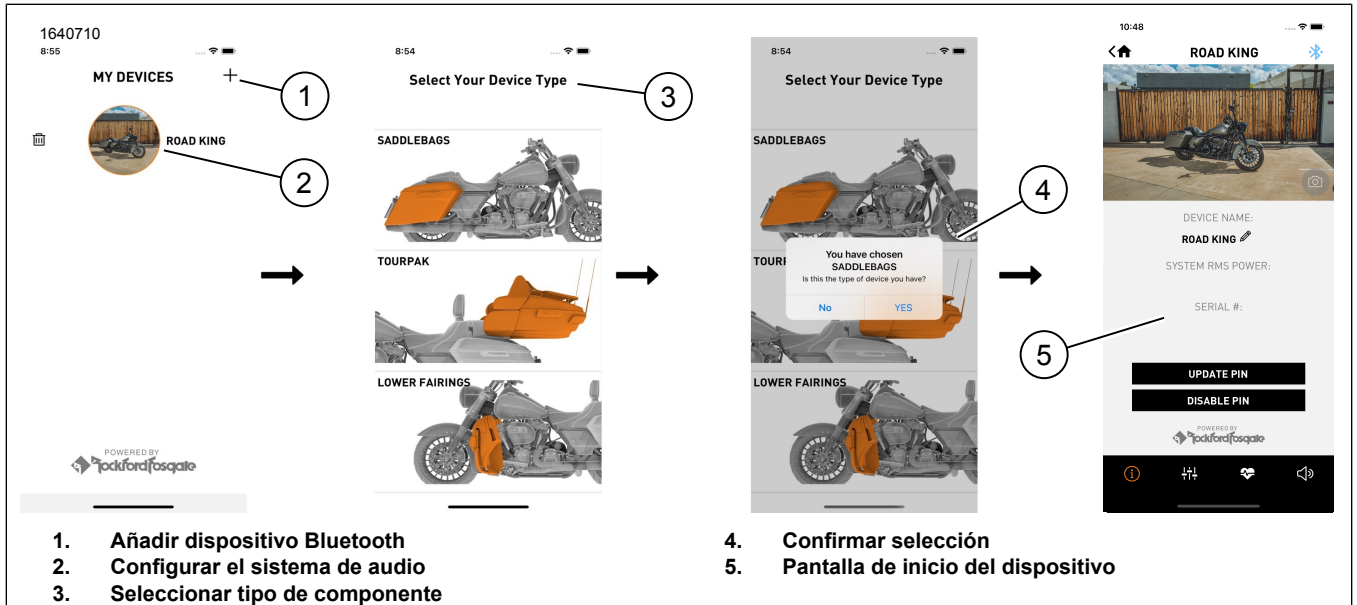 1640710
8:55
MY DEVICES +
1
ROAD KING
2
POWERED BY
Rockford Fosgate
8:54
Select Your Device Type
3
SADDLEBAGS
TOURPAK
LOWER FAIRINGS
8:54
Select Your Device Type
SADDLEBAGS
4
TOURP
You have chosen
SADDLEBAGS
Is this the type of device you have?
No YES
LOWER FAIRINGS
10:48
ROAD KING
DEVICE NAME:
ROAD KING
SYSTEM RMS POWER:
SERIAL #:
5
UPDATE PIN
DISABLE PIN
POWERED BY
Rockford Fosgate
1. Añadir dispositivo Bluetooth
2. Configurar el sistema de audio
3. Seleccionar tipo de componente
4. Confirmar selección
5. Pantalla de inicio del dispositivo